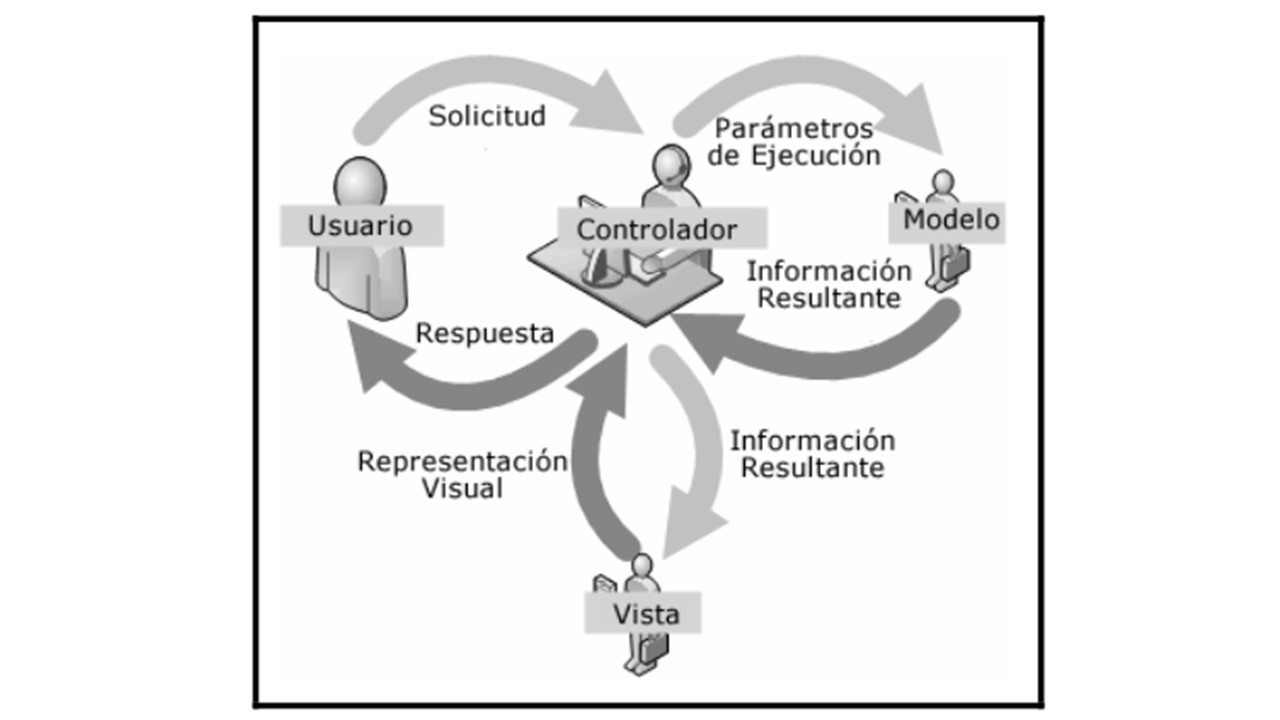 Solicitud
Parámetros
de Ejecución
Usuario
Controlador
Modelo
Información
Resultante
Respuesta
Representación
Visual
Información
Resultante
Vista